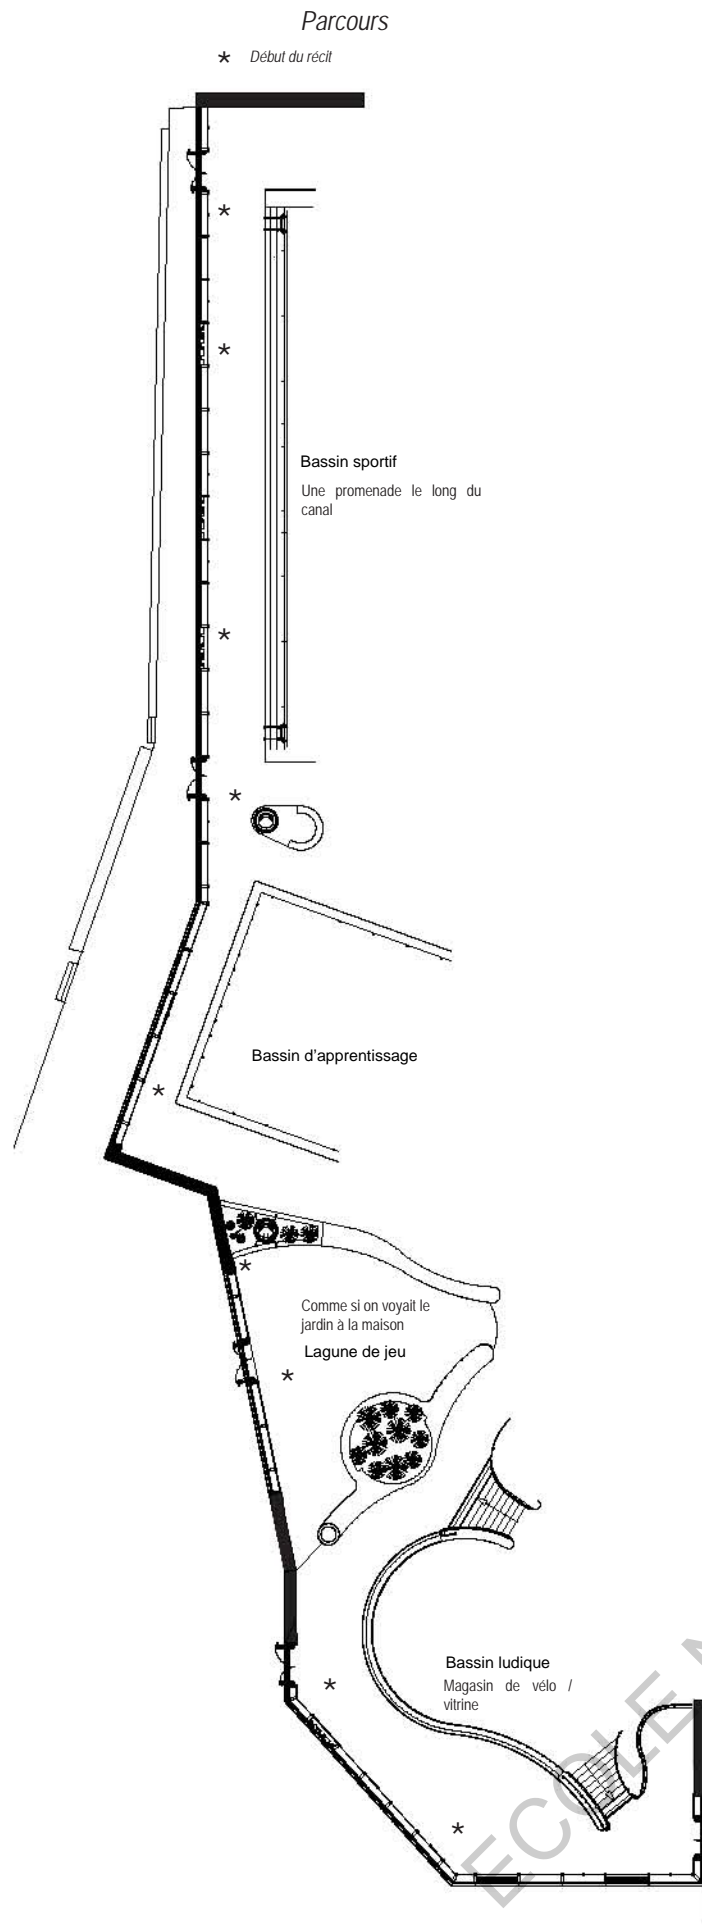 Parcours
* Début du récit
*
*
Bassin sportif
Une promenade le long du
canal
*
*
Bassin d'apprentissage
*
*
Comme si on voyait le
jardin à la maison
Lagune de jeu
*
Bassin ludique
Magasin de vélo /
vitrine
*
*
ECOLE N